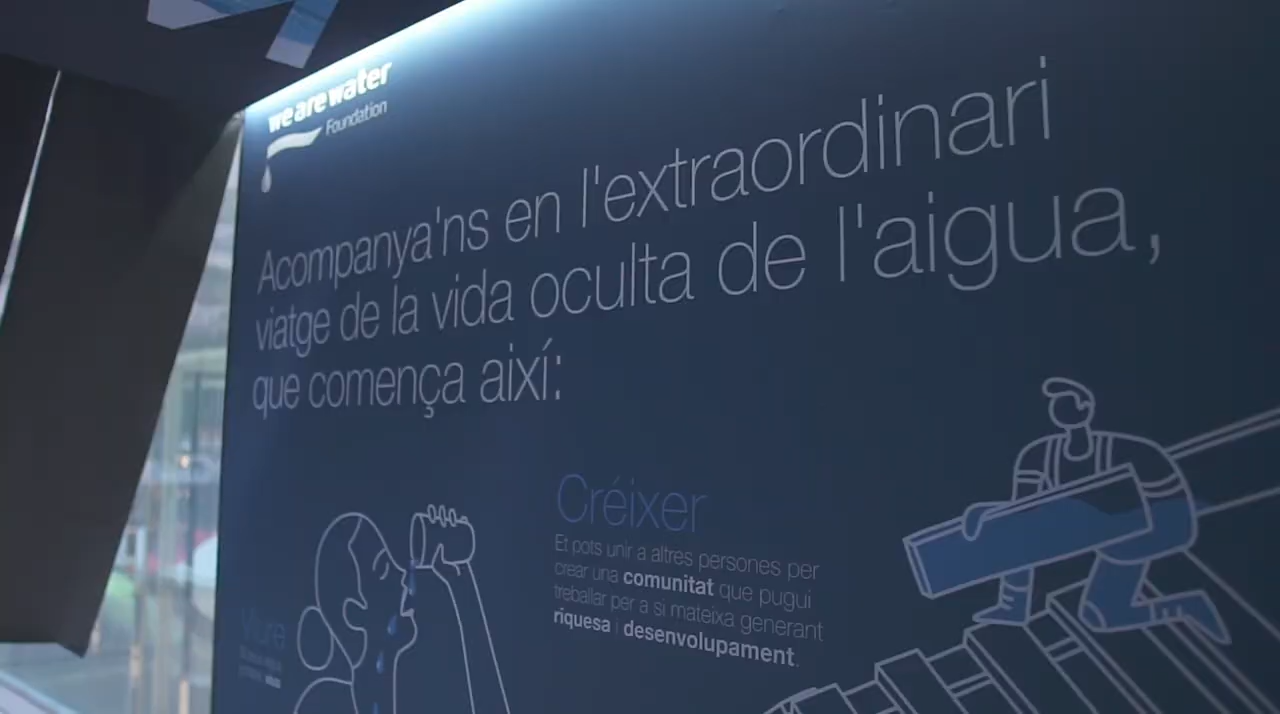 we are water
Foundation
Acompanya'ns en l'extraordinari
viatge de la vida oculta de l'aigua,
que comença així:
Créixer
Et pots unir a altres persones per
crear una comunitat que pugui
treballar per a si mateixa generant
riquesa i desenvolupament.
Viure